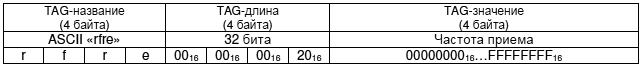 TAG-название TAG-длина TAG-значение
(4 байта) (4 байта) (4 байта)
ASCII «rfre» 32 бита Частота приема
r f r e 00₁₆ 00₁₆ 00₁₆ 20₁₆ 00000000₁₆...FFFFFFFF₁₆